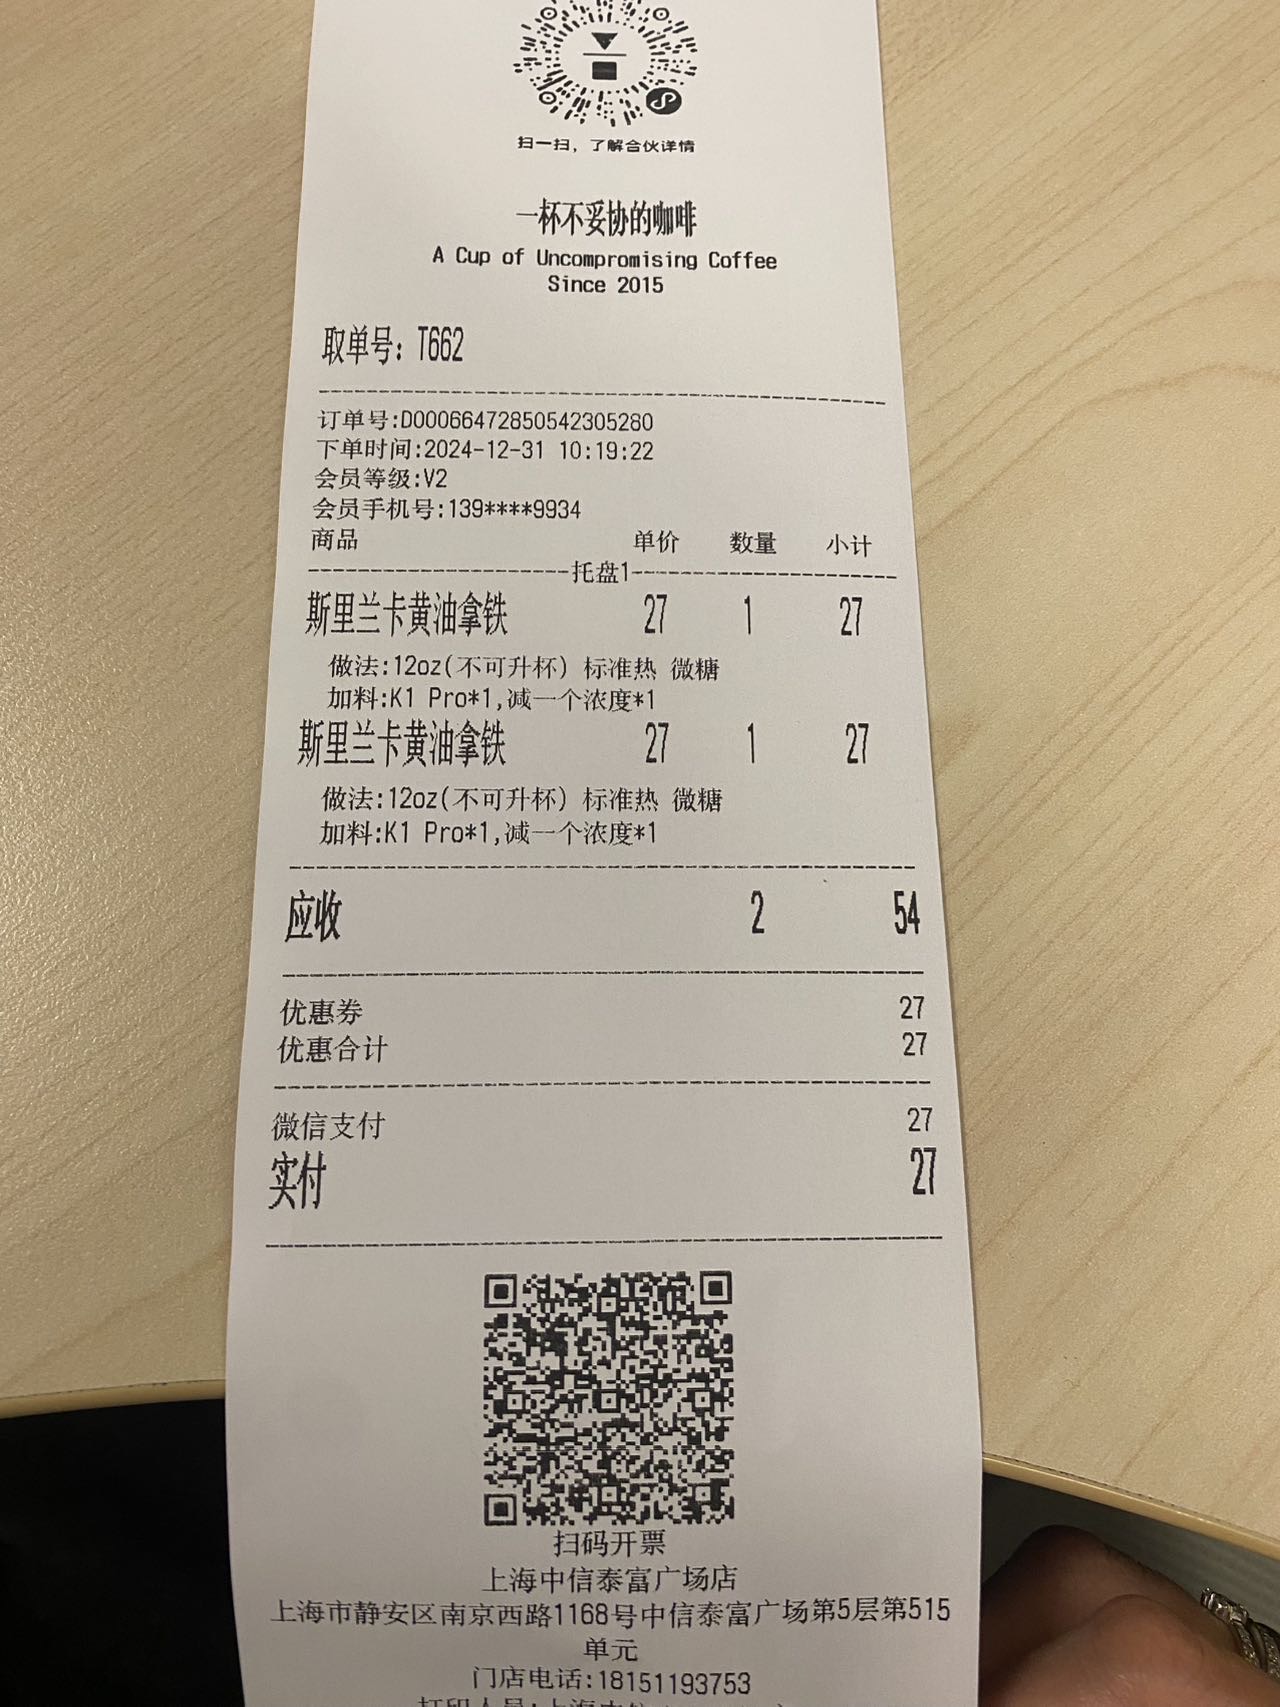 扫一扫，了解合伙详情
一杯不妥协的咖啡
A Cup of Uncompromising Coffee
Since 2015
取单号：T662
订单号:D000664728505423052​80
下单时间:2024-12-31 10:19:22
会员等级:V2
会员手机号:139****9934
商品 单价 数量 小计
托盘1
斯里兰卡黄油拿铁 27 1 27
做法:12oz(不可升杯) 标准热 微糖
加料:K1 Pro*1,减一个浓度*1
斯里兰卡黄油拿铁 27 1 27
做法:12oz(不可升杯) 标准热 微糖
加料:K1 Pro*1,减一个浓度*1
应收 2 54
优惠券 27
优惠合计 27
微信支付 27
实付 27
扫码开票
上海中信泰富广场店
上海市静安区南京西路1168号中信泰富广场第5层第515
单元
门店电话:18151193753
打印人员:上海中信